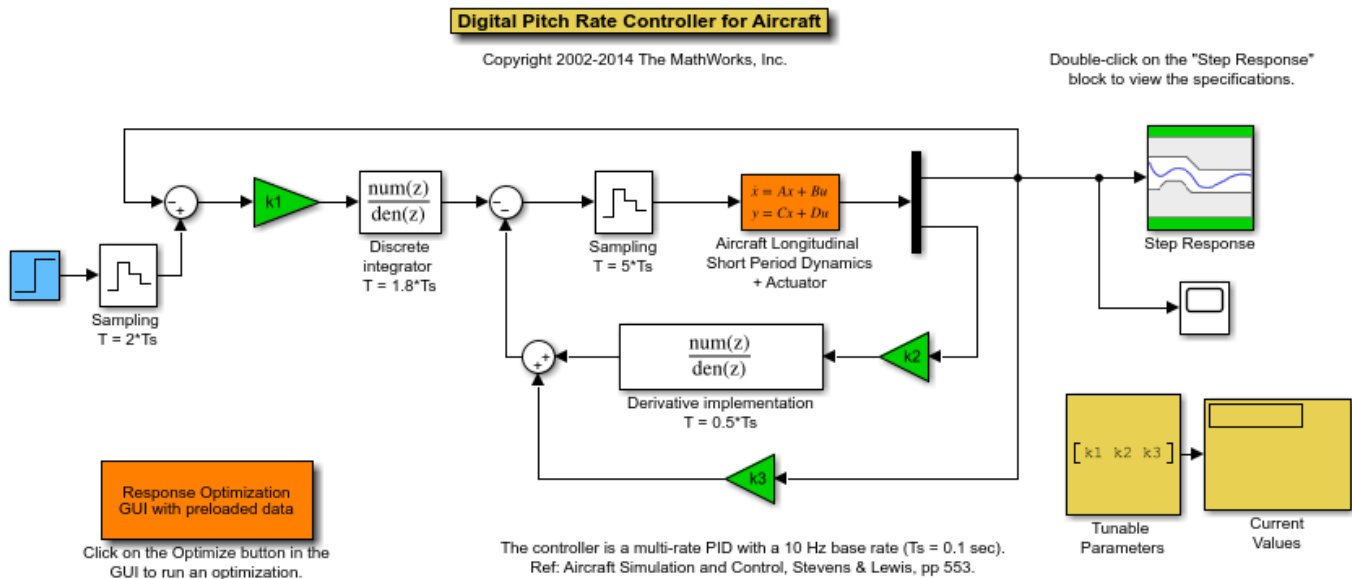 Digital Pitch Rate Controller for Aircraft
Copyright 2002-2014 The MathWorks, Inc.
Double-click on the "Step Response"
block to view the specifications.
k1
num(z)
den(z)
Discrete
integrator
T = 1.8*Ts
Sampling
T = 5*Ts
ẋ = Ax + Bu
y = Cx + Du
Aircraft Longitudinal
Short Period Dynamics
+ Actuator
Step Response
Sampling
T = 2*Ts
num(z)
den(z)
Derivative implementation
T = 0.5*Ts
k2
k3
[ k1 k2 k3 ]
Tunable
Parameters
Current
Values
Response Optimization
GUI with preloaded data
Click on the Optimize button in the
GUI to run an optimization.
The controller is a multi-rate PID with a 10 Hz base rate (Ts = 0.1 sec).
Ref: Aircraft Simulation and Control, Stevens & Lewis, pp 553.